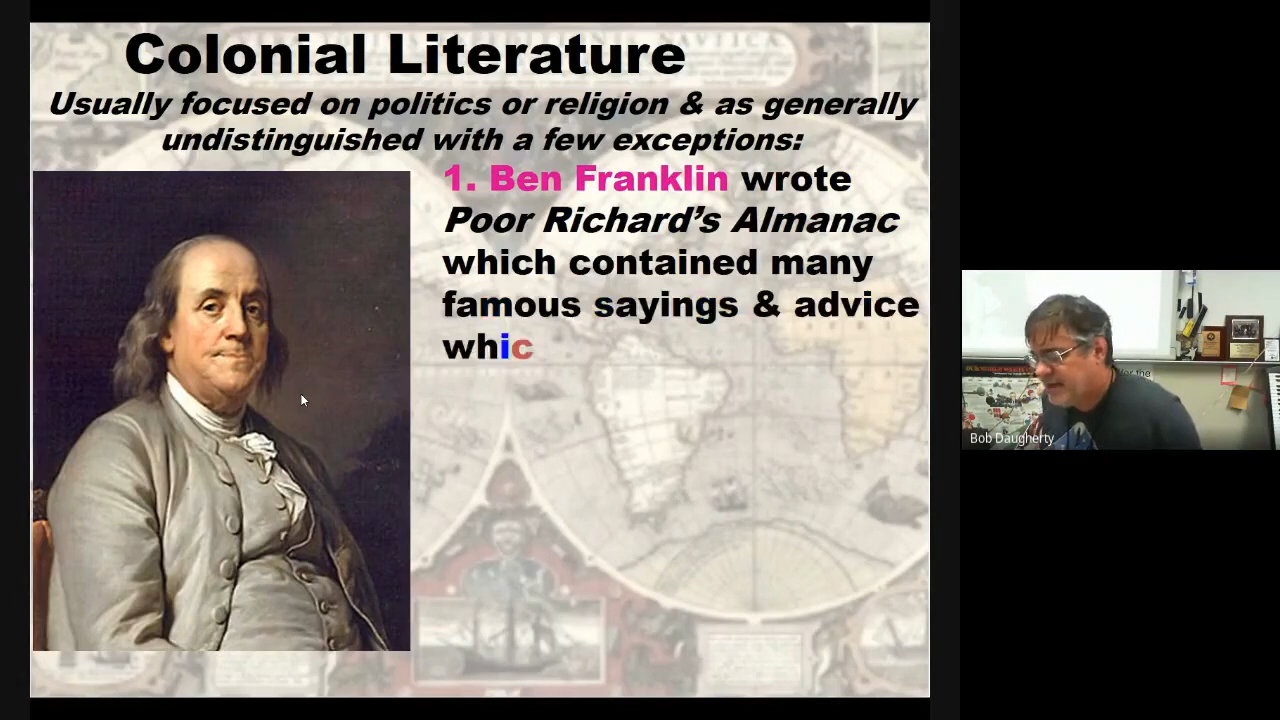 Colonial Literature
Usually focused on politics or religion & as generally
undistinguished with a few exceptions:
1. Ben Franklin wrote
Poor Richard’s Almanac
which contained many
famous sayings & advice
whic
Bob Daugherty